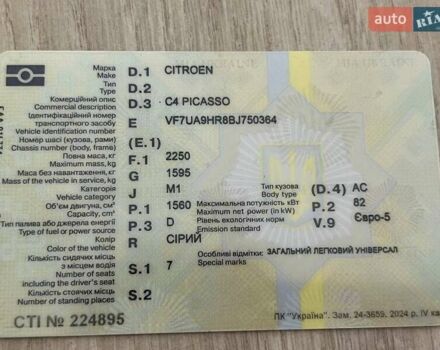 auto RIA
Марка
Make D.1 CITROEN
Тип
Type D.2
Комерційний опис
Commercial description D.3 C4 PICASSO
Ідентифікаційний номер
транспортного засобу
Vehicle identification number E VF7UA9HR8BJ750364
Номер шасі (кузова, рами)
Chassis number (body, frame) (E.1)
Повна маса, кг
Maximum mass, kg F.1 2250
Маса без навантаження, кг
Mass of the vehicle in service, kg G 1595
Категорія
Category J M1 Тип кузова
Body type (D.4) AC
Об'єм двигуна, см³
Capacity, cm³ P.1 1560 Максимальна потужність кВт
Maximum net power (in kW) P.2 82
Тип палива або джерела енергії
Type of fuel or power source P.3 D Рівень екологічних норм
Emission standard V.9 Євро-5
Колір
Color of the vehicle R СІРИЙ
Кількість сидячих місць
з місцем водія
Number of seats
including the driver's seat S.1 7
Особливі відмітки: ЗАГАЛЬНИЙ ЛЕГКОВИЙ УНІВЕРСАЛ
Special marks
Кількість стоячих місць
Number of standing places S.2
СТІ № 224895
ПК "Україна". Зам. 24-3659. 2024 р. IV кв.